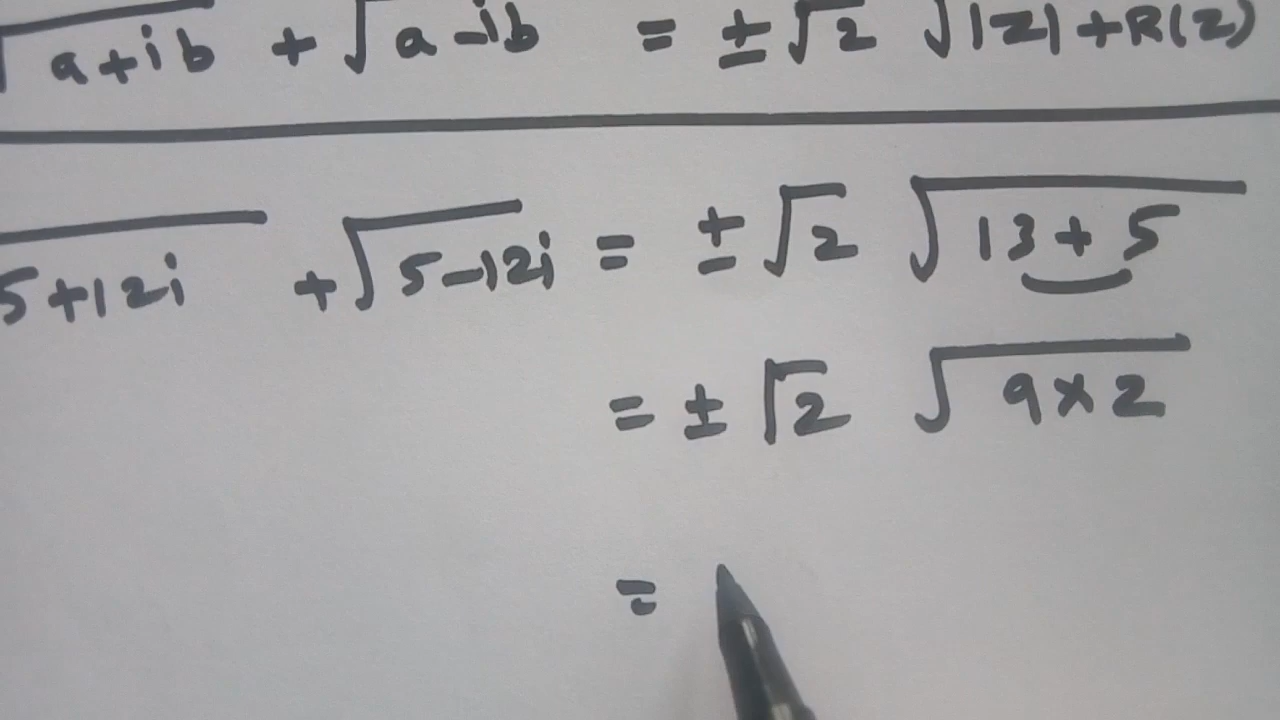 √a+ib + √a-ib = ±√2 √|z|+R(z)
√5+12i + √5-12i = ±√2 √13+5
= ±√2 √9×2
=